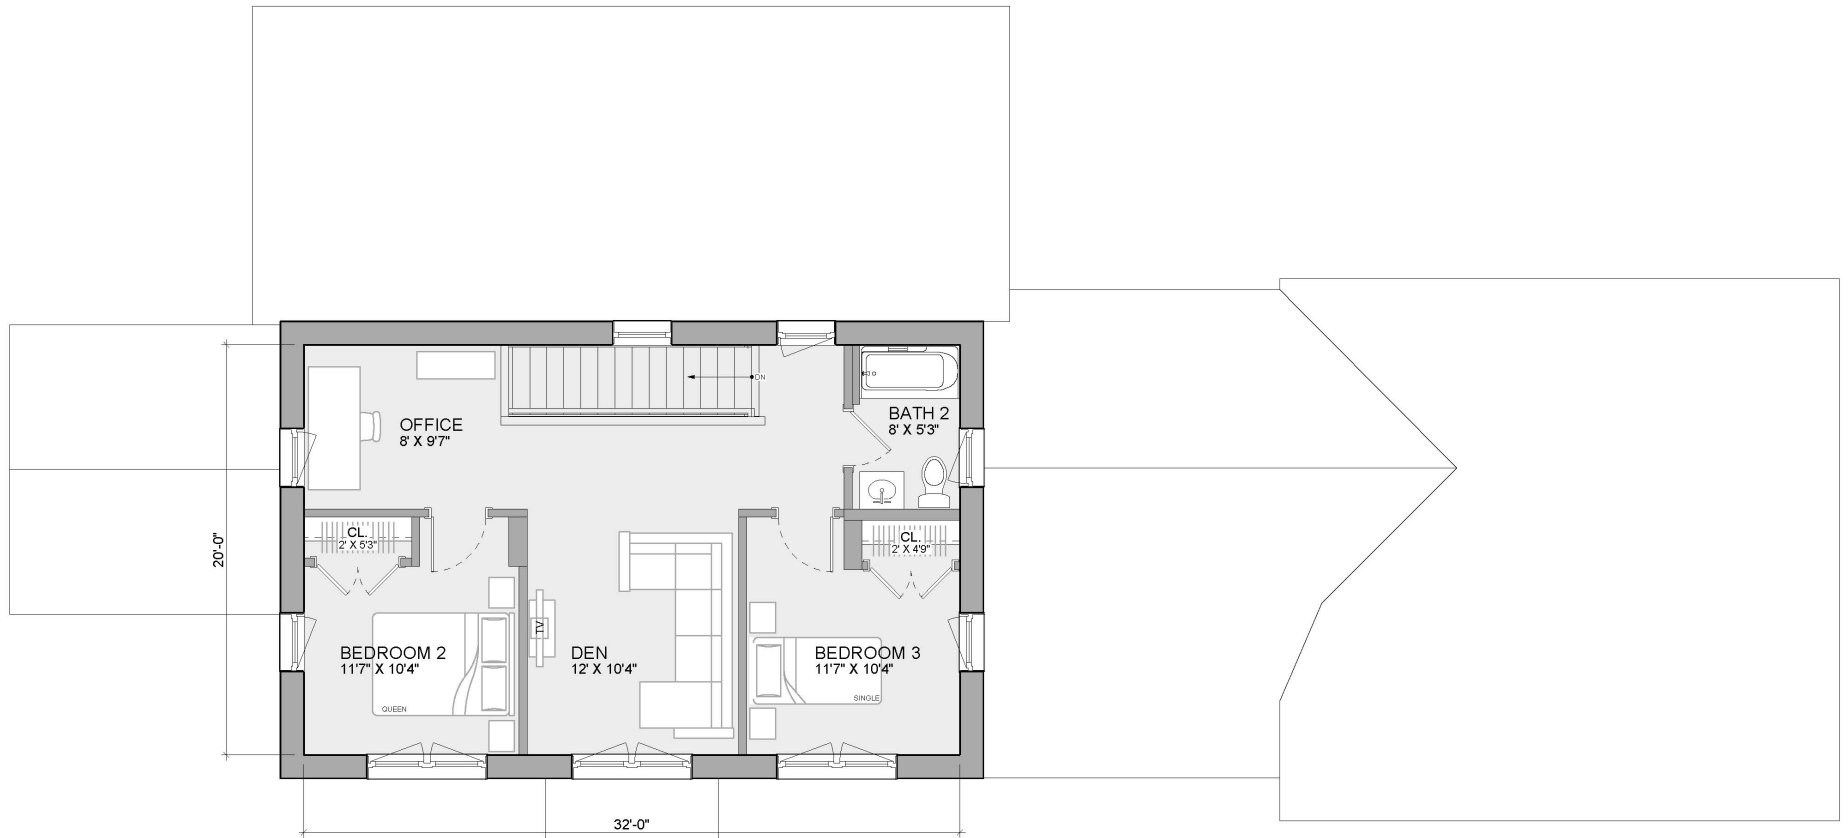 DN
OFFICE
8' X 9'7"
BATH 2
8' X 5'3"
CL.
2' X 5'3"
CL.
2' X 4'9"
20'-0"
TV
BEDROOM 2
11'7" X 10'4"
DEN
12' X 10'4"
BEDROOM 3
11'7" X 10'4"
QUEEN
SINGLE
32'-0"